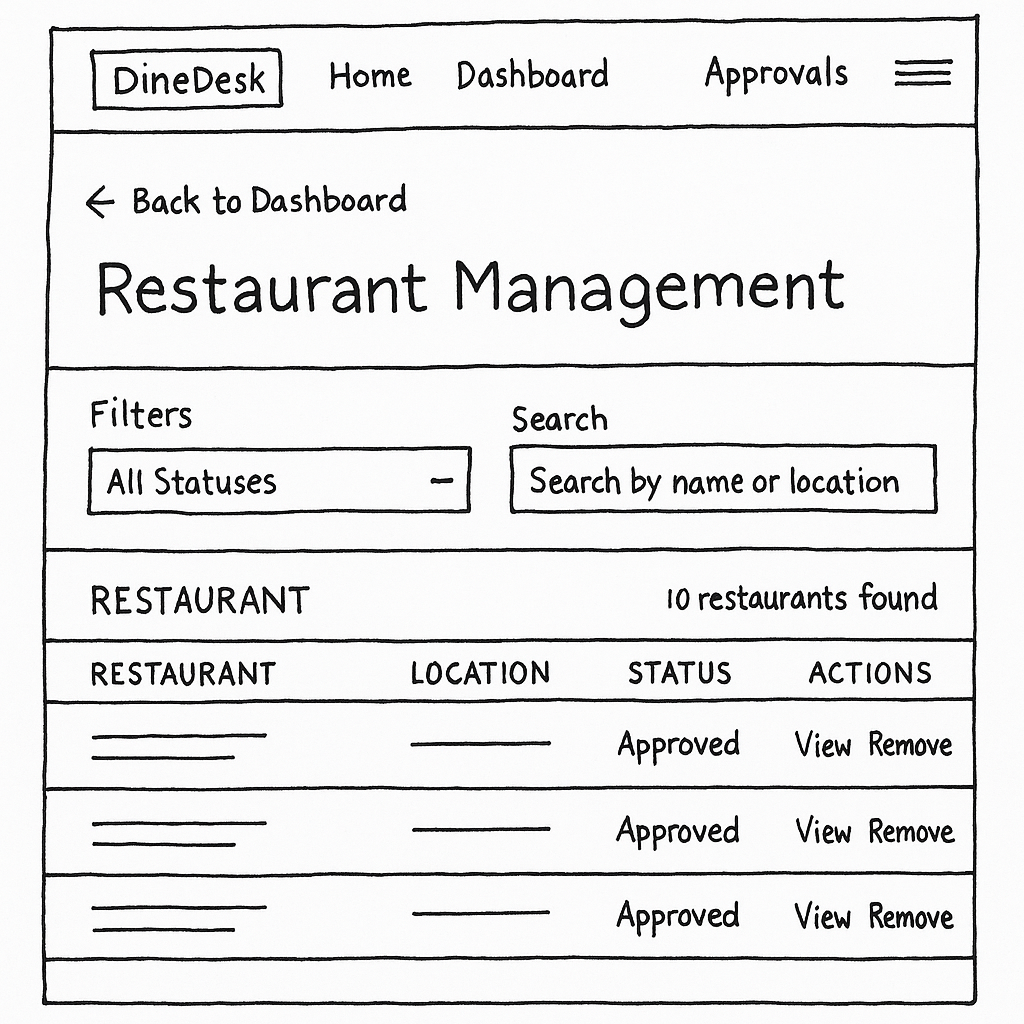 DineDesk Home Dashboard Approvals
← Back to Dashboard
Restaurant Management
Filters Search
All Statuses Search by name or location
RESTAURANT 10 restaurants found
RESTAURANT LOCATION STATUS ACTIONS
Approved View Remove
Approved View Remove
Approved View Remove